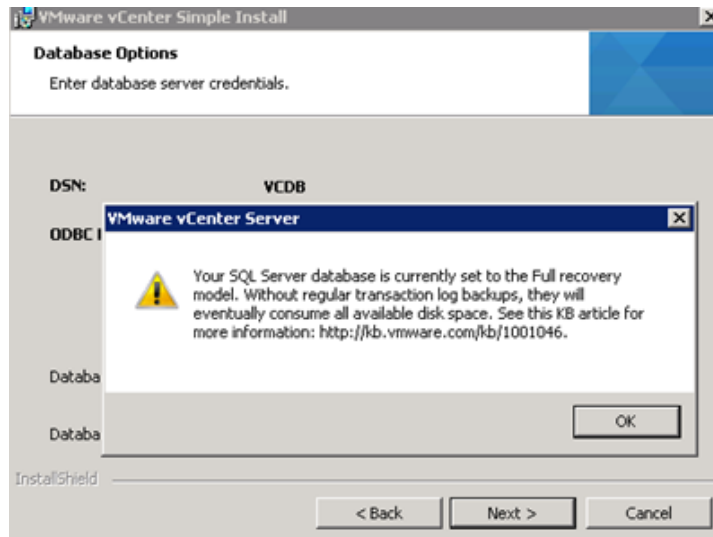 VMware vCenter Simple Install
Database Options
Enter database server credentials.
DSN: VCDB
ODBC
VMware vCenter Server
Your SQL Server database is currently set to the Full recovery
model. Without regular transaction log backups, they will
eventually consume all available disk space. See this KB article for
more information: http://kb.vmware.com/kb/1001046.
OK
Databa
Databa
InstallShield
< Back Next > Cancel